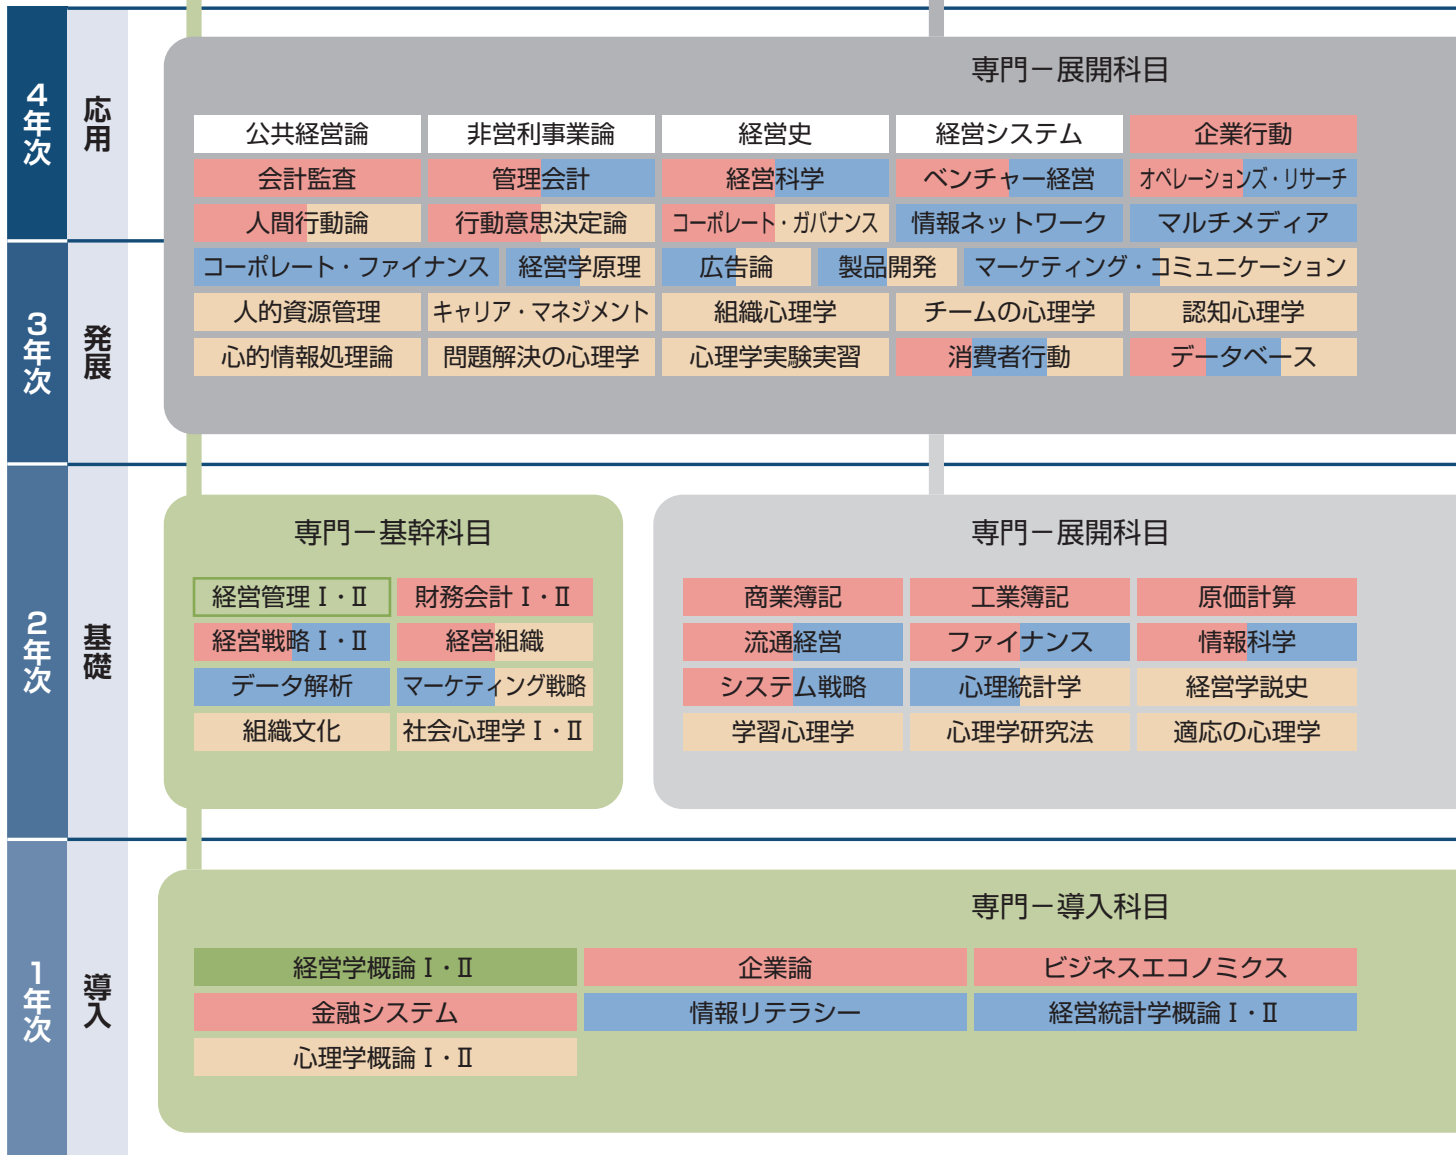 4年次
応用
専門－展開科目
公共経営論
非営利事業論
経営史
経営システム
企業行動
会計監査
管理会計
経営科学
ベンチャー経営
オペレーションズ・リサーチ
人間行動論
行動意思決定論
コーポレート・ガバナンス
情報ネットワーク
マルチメディア
3年次
発展
コーポレート・ファイナンス
経営学原理
広告論
製品開発
マーケティング・コミュニケーション
人的資源管理
キャリア・マネジメント
組織心理学
チームの心理学
認知心理学
心的情報処理論
問題解決の心理学
心理学実験実習
消費者行動
データベース
2年次
基礎
専門－基幹科目
経営管理 Ⅰ・Ⅱ
財務会計 Ⅰ・Ⅱ
経営戦略 Ⅰ・Ⅱ
経営組織
データ解析
マーケティング戦略
組織文化
社会心理学 Ⅰ・Ⅱ
専門－展開科目
商業簿記
工業簿記
原価計算
流通経営
ファイナンス
情報科学
システム戦略
心理統計学
経営学説史
学習心理学
心理学研究法
適応の心理学
1年次
導入
専門－導入科目
経営学概論 Ⅰ・Ⅱ
企業論
ビジネスエコノミクス
金融システム
情報リテラシー
経営統計学概論 Ⅰ・Ⅱ
心理学概論 Ⅰ・Ⅱ